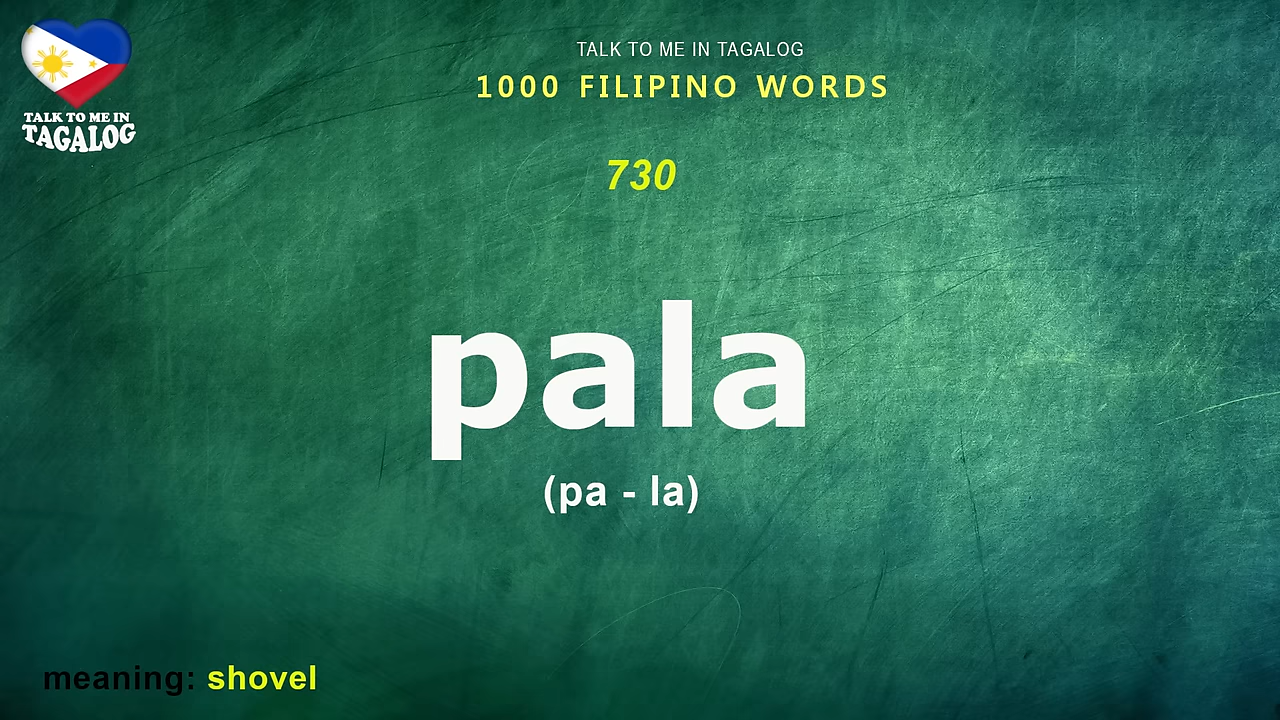 TALK TO ME IN TAGALOG
1000 FILIPINO WORDS
TALK TO ME IN
TAGALOG
730
pala
(pa - la)
meaning: shovel